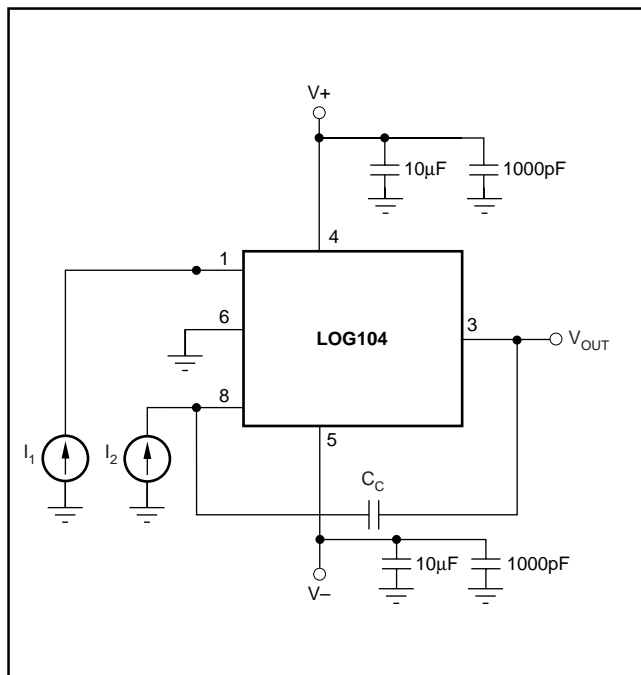 V+
10μF 1000pF
4
1
6
LOG104
3
V_OUT
8
I_1
I_2
5
C_C
10μF 1000pF
V–